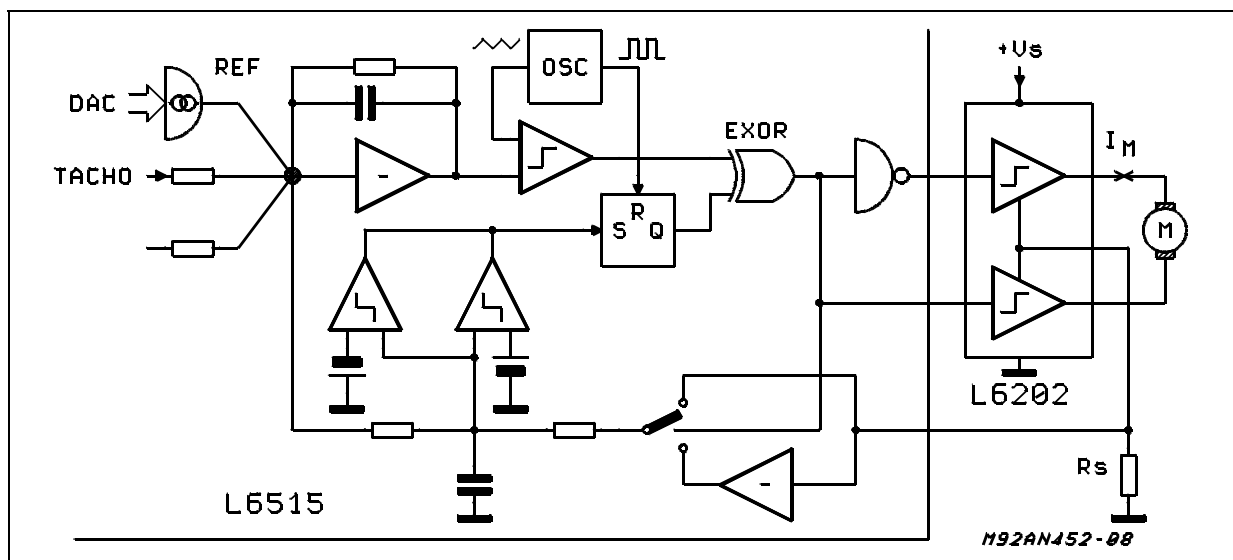 REF
DAC
TACHO
OSC
EXOR
S R Q
+Vs
I M
M
L6202
Rs
L6515
M92AN452-08